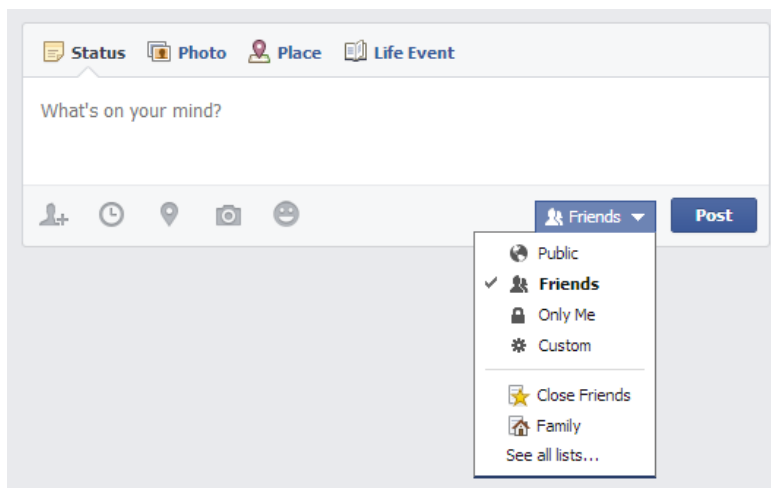 Status Photo Place Life Event
What's on your mind?
Friends Post
Public
Friends
Only Me
Custom
Close Friends
Family
See all lists...